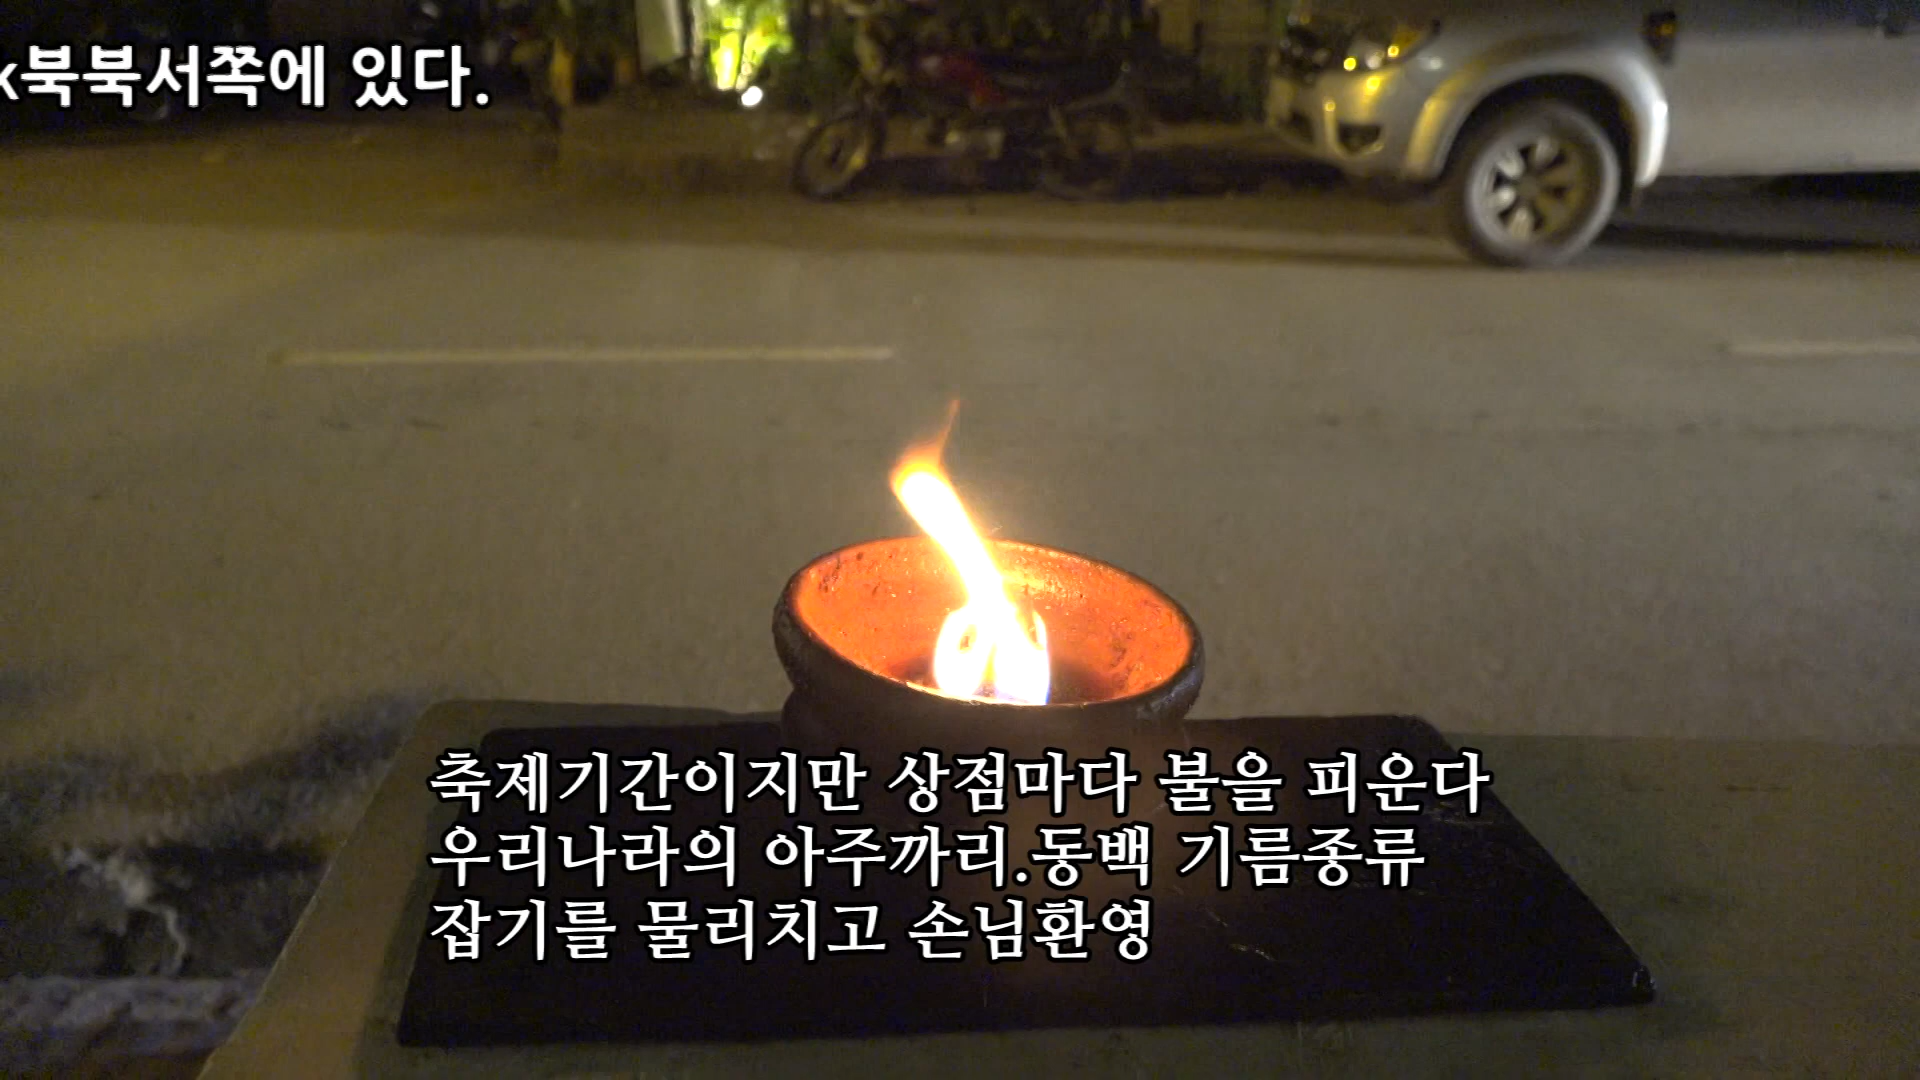 k북북서쪽에 있다.
축제기간이지만 상점마다 불을 피운다
우리나라의 아주까리.동백 기름종류
잡기를 물리치고 손님환영